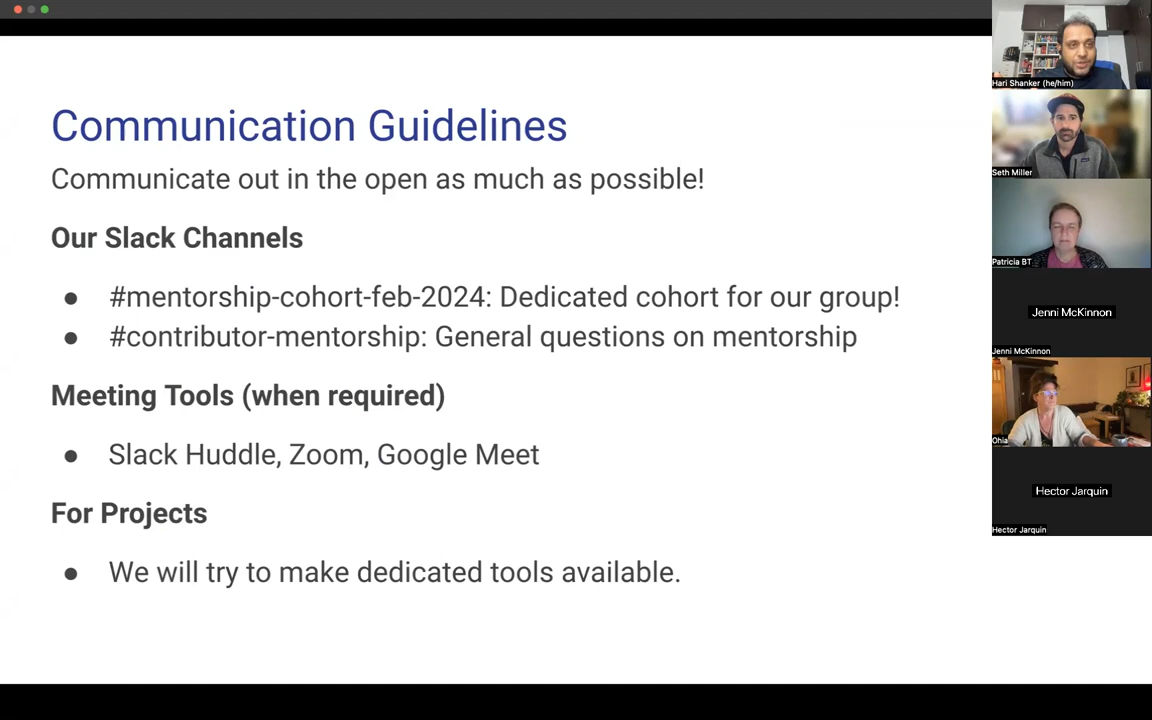 Communication Guidelines
Communicate out in the open as much as possible!
Our Slack Channels
● #mentorship-cohort-feb-2024: Dedicated cohort for our group!
● #contributor-mentorship: General questions on mentorship
Meeting Tools (when required)
● Slack Huddle, Zoom, Google Meet
For Projects
● We will try to make dedicated tools available.
Hari Shanker (he/him)
Seth Miller
Patricia BT
Jenni McKinnon
Jenni McKinnon
Ohia
Hector Jarquin
Hector Jarquin